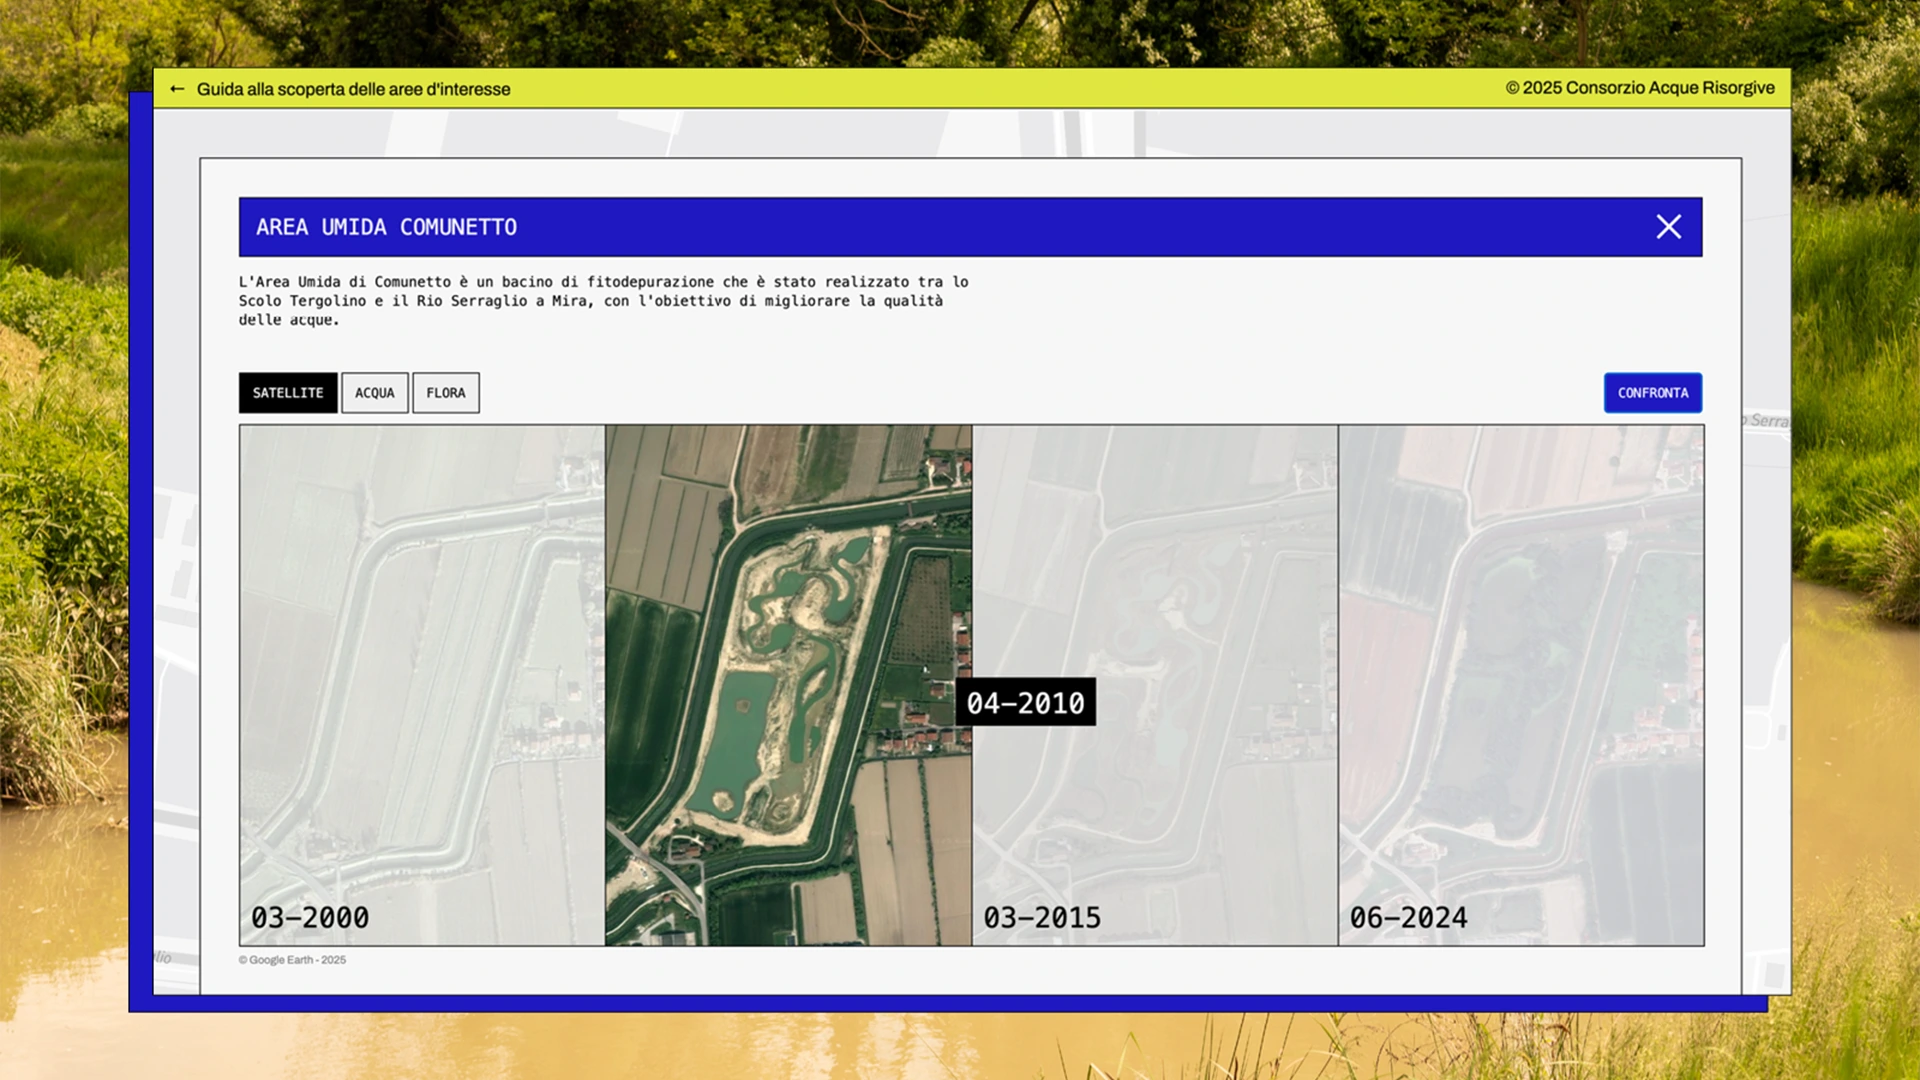 ← Guida alla scoperta delle aree d'interesse
© 2025 Consorzio Acque Risorgive
AREA UMIDA COMUNETTO
L'Area Umida di Comunetto è un bacino di fitodepurazione che è stato realizzato tra lo
Scolo Tergolino e il Rio Serraglio a Mira, con l'obiettivo di migliorare la qualità
delle acque.
SATELLITE
ACQUA
FLORA
CONFRONTA
04–2010
03–2000
03–2015
06–2024
© Google Earth - 2025